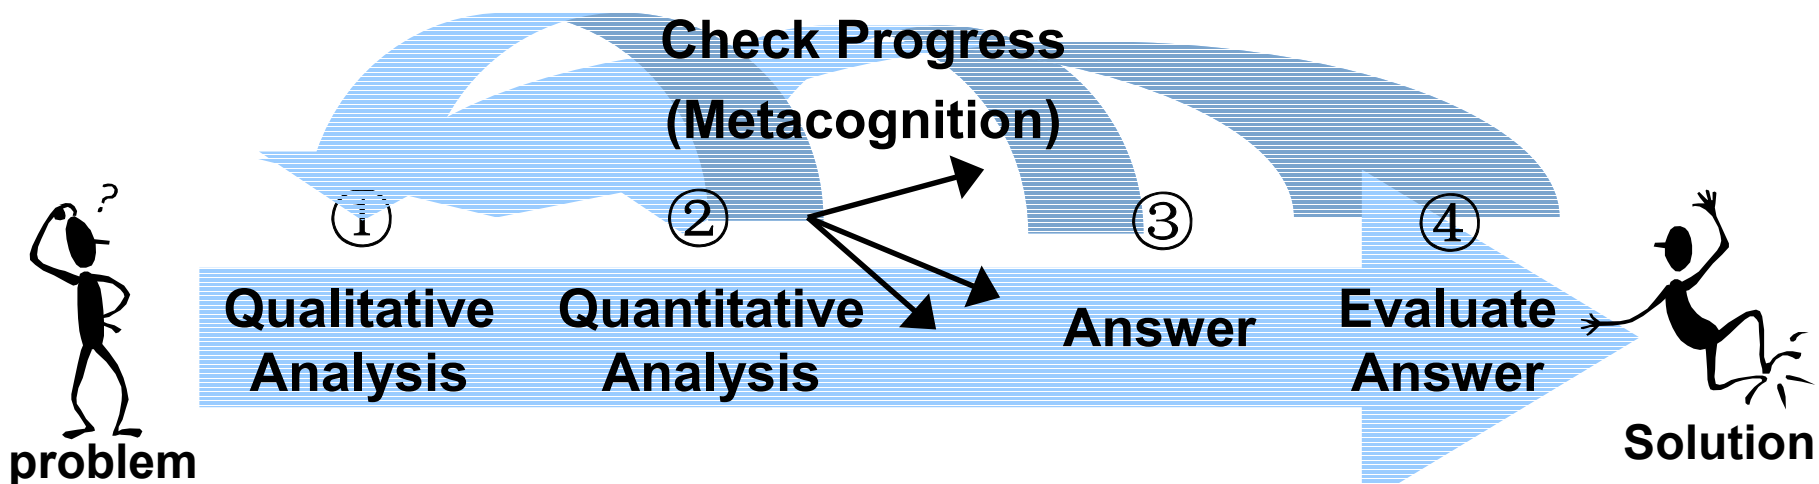 Check Progress
(Metacognition)
?
① ② ③ ④
Qualitative
Analysis
Quantitative
Analysis
Answer
Evaluate
Answer
problem
Solution